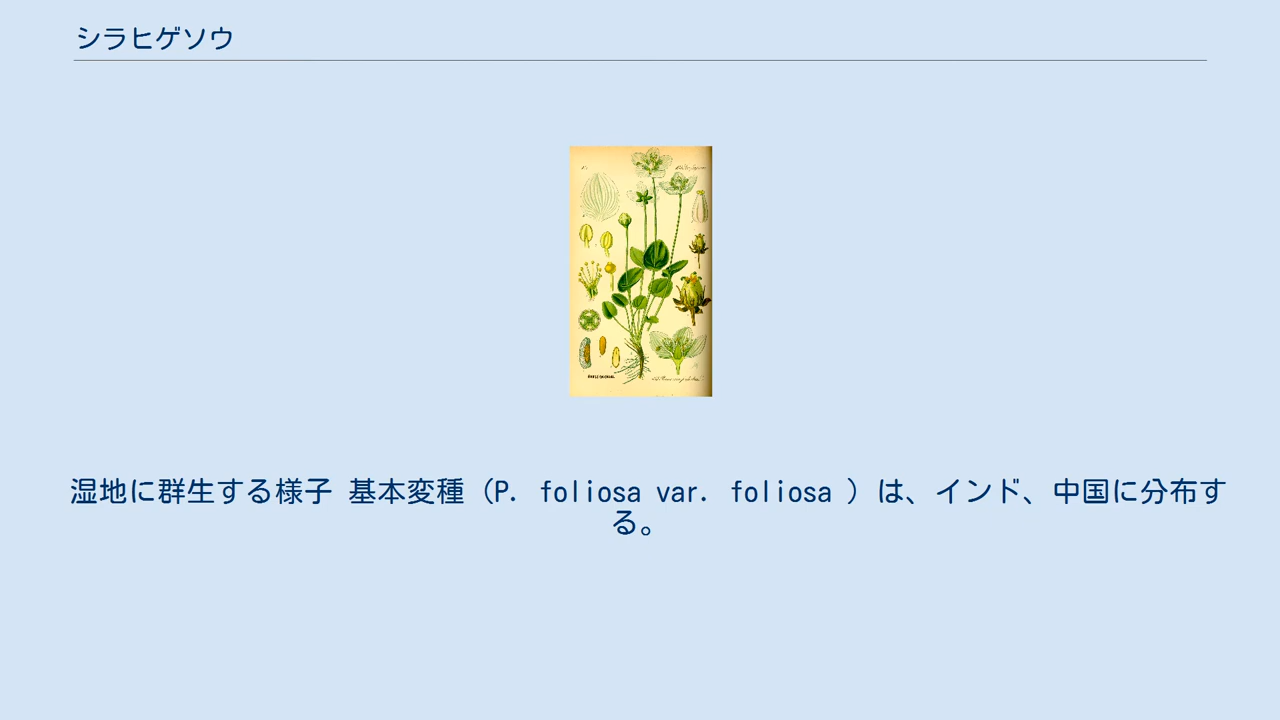 シラヒゲソウ
湿地に群生する様子 基本変種（P. foliosa var. foliosa ）は、インド、中国に分布す
る。